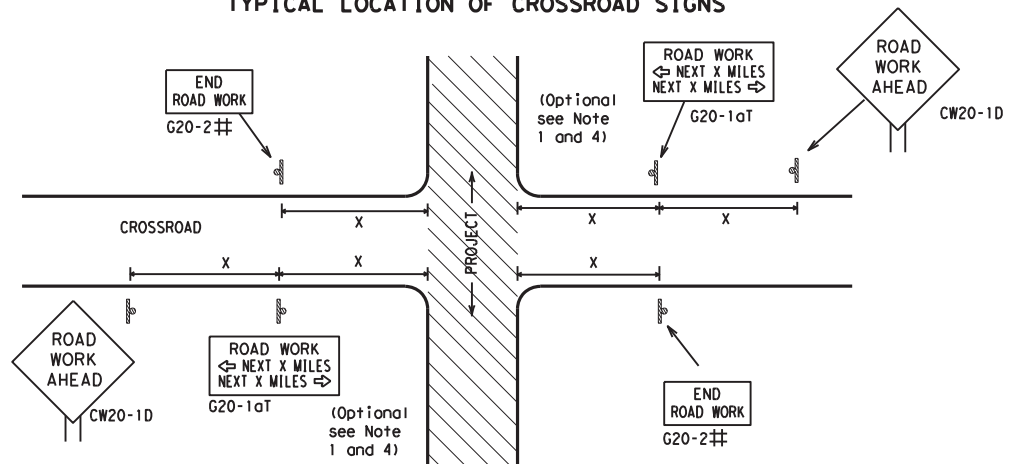 TYPICAL LOCATION OF CROSSROAD SIGNS
END
ROAD WORK
G20-2⌗
ROAD WORK
⇦ NEXT X MILES
NEXT X MILES ⇨
G20-1aT
(Optional
see Note
1 and 4)
ROAD
WORK
AHEAD
CW20-1D
X
X
X
CROSSROAD
PROJECT
X
X
X
ROAD
WORK
AHEAD
CW20-1D
ROAD WORK
⇦ NEXT X MILES
NEXT X MILES ⇨
G20-1aT
(Optional
see Note
1 and 4)
END
ROAD WORK
G20-2⌗